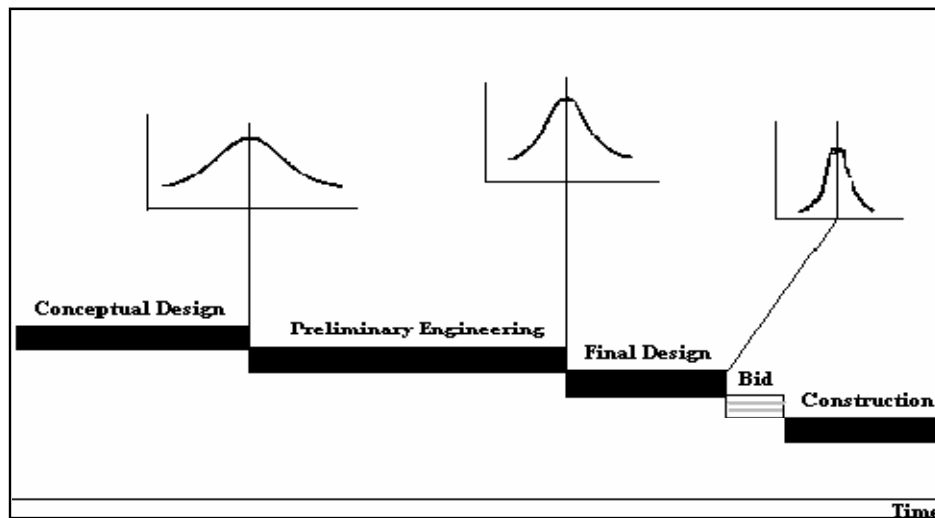 Conceptual Design
Preliminary Engineering
Final Design
Bid
Construction
Time